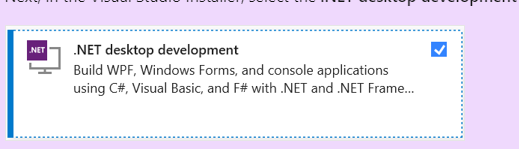 Next, in the Visual Studio Installer, select the .NET desktop development
.NET
.NET desktop development
Build WPF, Windows Forms, and console applications
using C#, Visual Basic, and F# with .NET and .NET Frame...